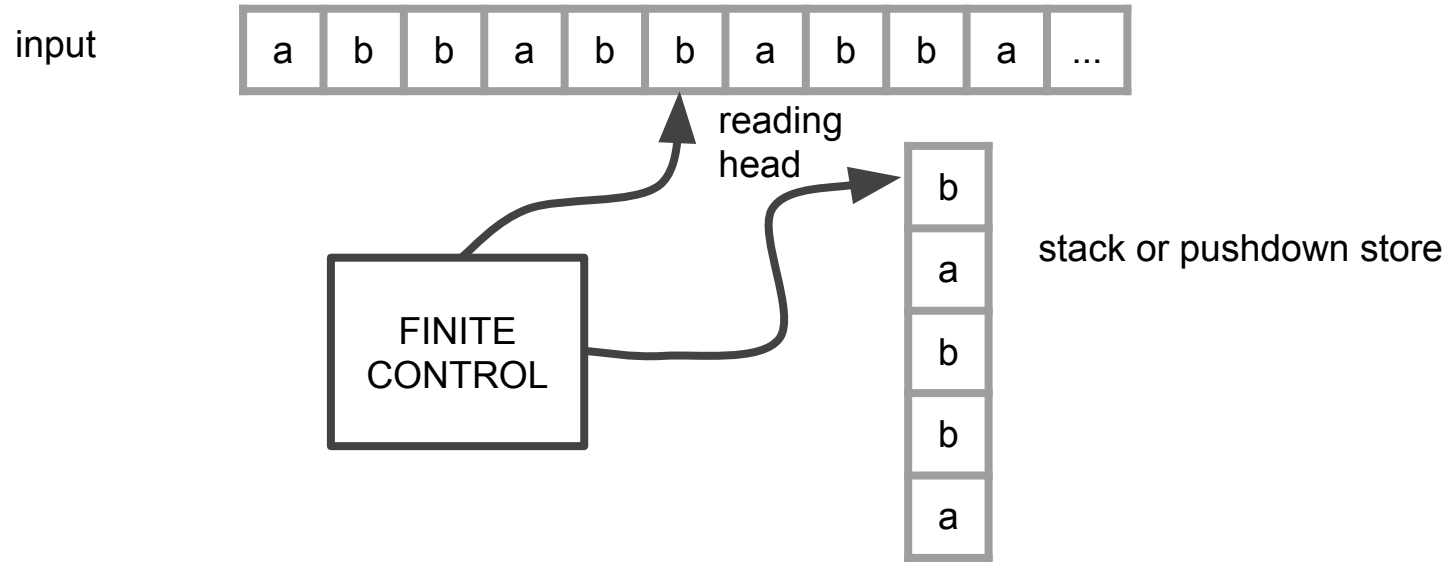 input a b b a b b a b b a ...
reading
head
b
a
stack or pushdown store
FINITE
CONTROL
b
b
a